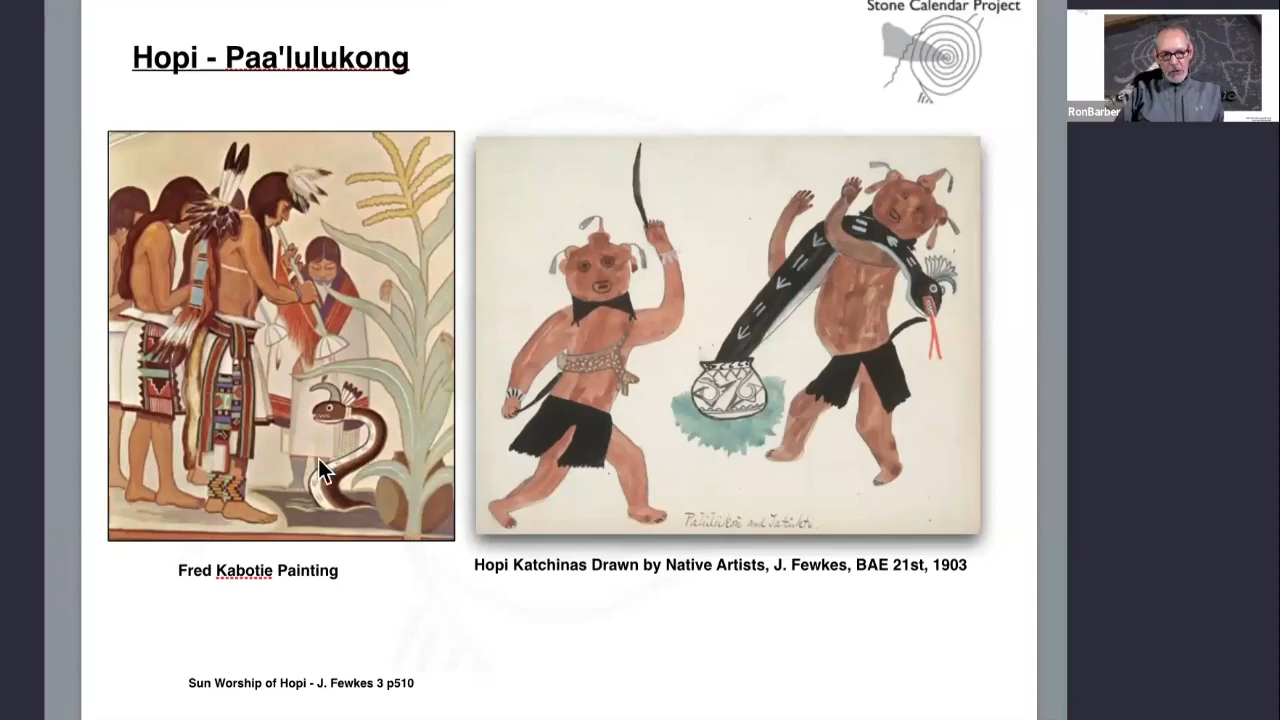 Stone Calendar Project
Hopi - Paa'lulukong
RonBarber
Fred Kabotie Painting
Hopi Katchinas Drawn by Native Artists, J. Fewkes, BAE 21st, 1903
Sun Worship of Hopi - J. Fewkes 3 p510